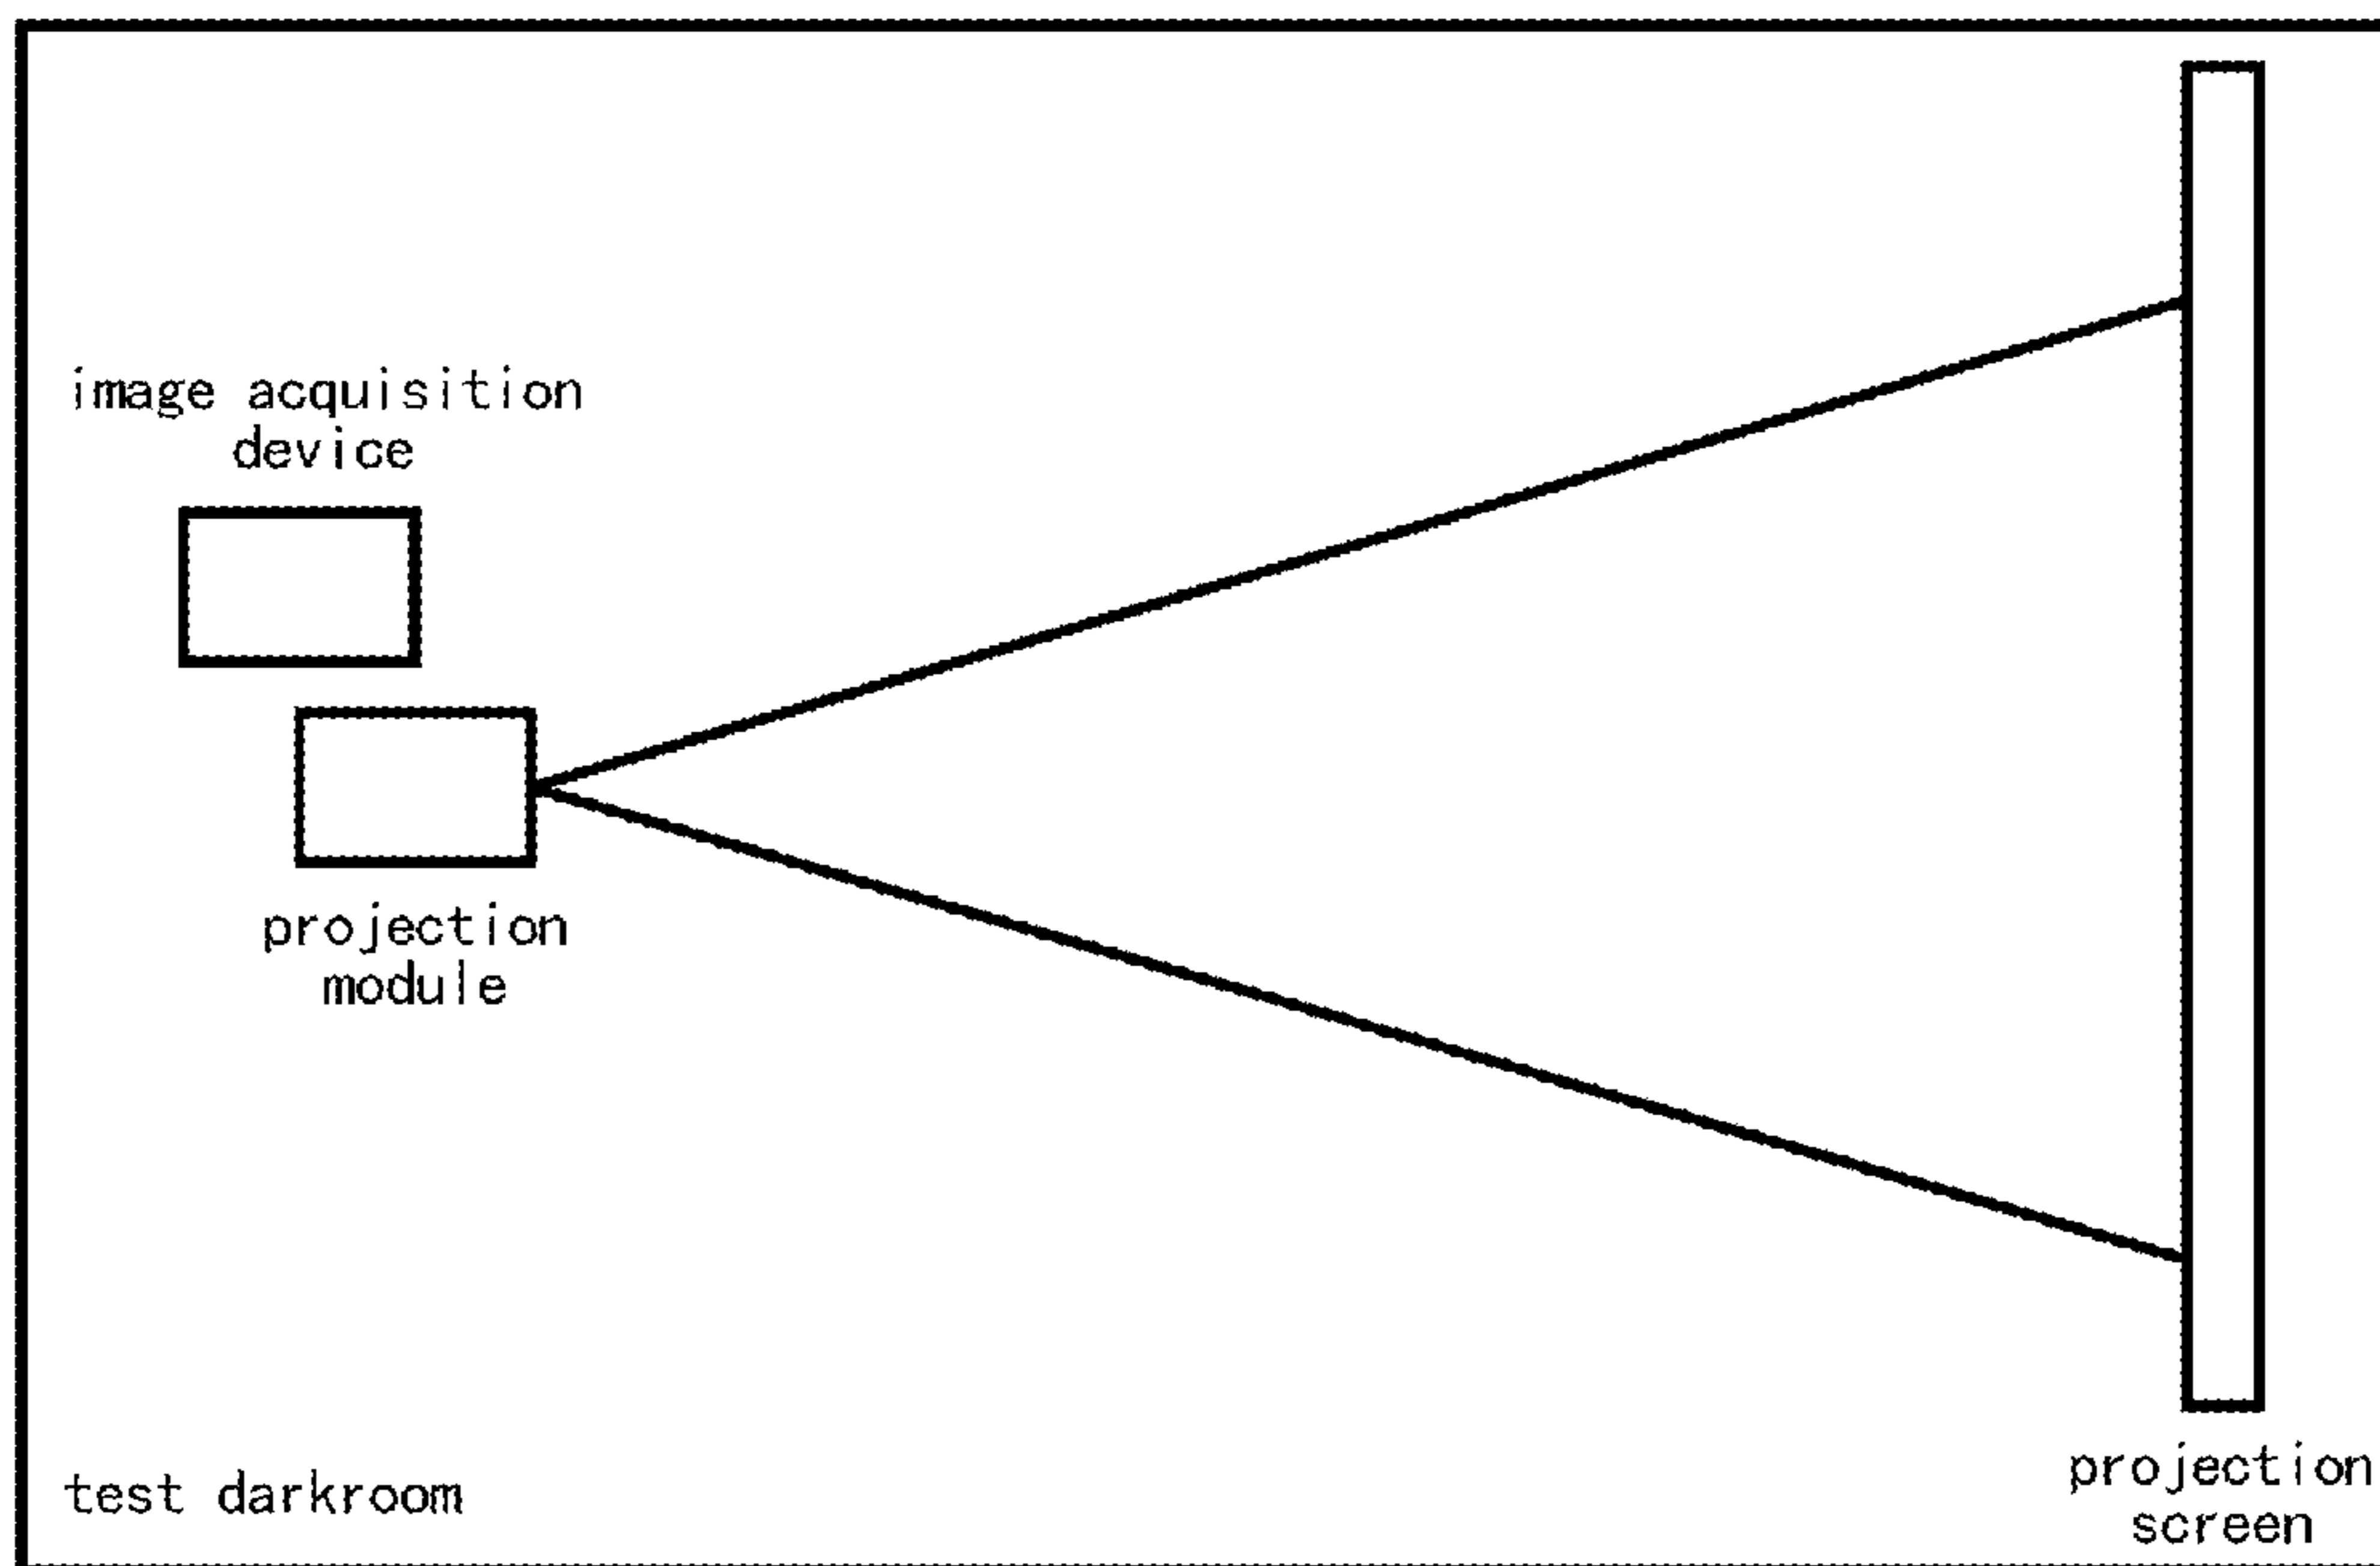 image acquisition
device
projection
module
test darkroom
projection
screen